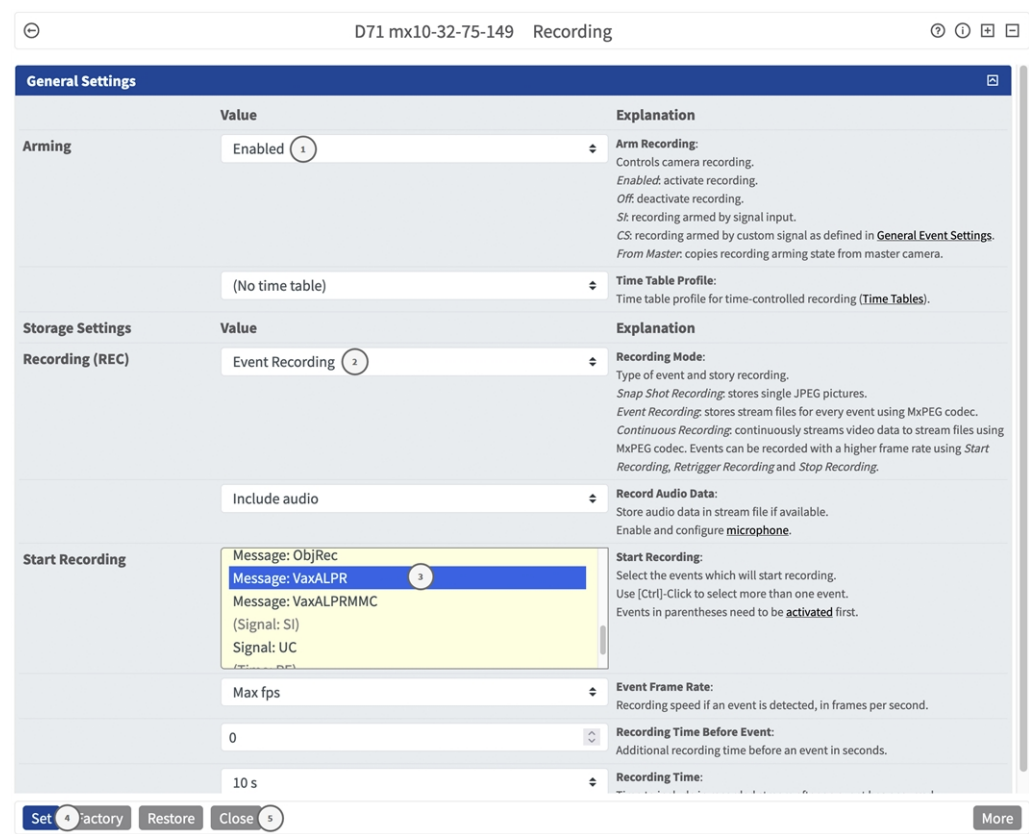 D71 mx10-32-75-149 Recording
General Settings
Value Explanation
Arming
Enabled 1
Arm Recording:
Controls camera recording.
Enabled: activate recording.
Off: deactivate recording.
SI: recording armed by signal input.
CS: recording armed by custom signal as defined in General Event Settings.
From Master: copies recording arming state from master camera.
(No time table)
Time Table Profile:
Time table profile for time-controlled recording (Time Tables).
Storage Settings Value Explanation
Recording (REC)
Event Recording 2
Recording Mode:
Type of event and story recording.
Snap Shot Recording: stores single JPEG pictures.
Event Recording: stores stream files for every event using MxPEG codec.
Continuous Recording: continuously streams video data to stream files using
MxPEG codec. Events can be recorded with a higher frame rate using Start
Recording, Retrigger Recording and Stop Recording.
Include audio
Record Audio Data:
Store audio data in stream file if available.
Enable and configure microphone.
Start Recording
Message: ObjRec
Message: VaxALPR 3
Message: VaxALPRMMC
(Signal: SI)
Signal: UC
Start Recording:
Select the events which will start recording.
Use [Ctrl]-Click to select more than one event.
Events in parentheses need to be activated first.
Max fps
Event Frame Rate:
Recording speed if an event is detected, in frames per second.
0
Recording Time Before Event:
Additional recording time before an event in seconds.
10 s
Recording Time:
Set 4 Factory Restore Close 5 More